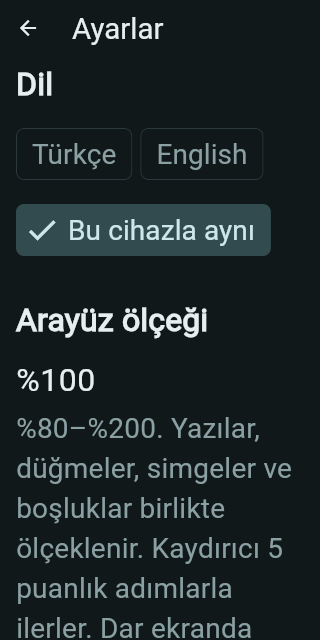 Ayarlar
Dil
Türkçe English
Bu cihazla aynı
Arayüz ölçeği
%100
%80–%200. Yazılar,
düğmeler, simgeler ve
boşluklar birlikte
ölçeklenir. Kaydırıcı 5
puanlık adımlarla
ilerler. Dar ekranda